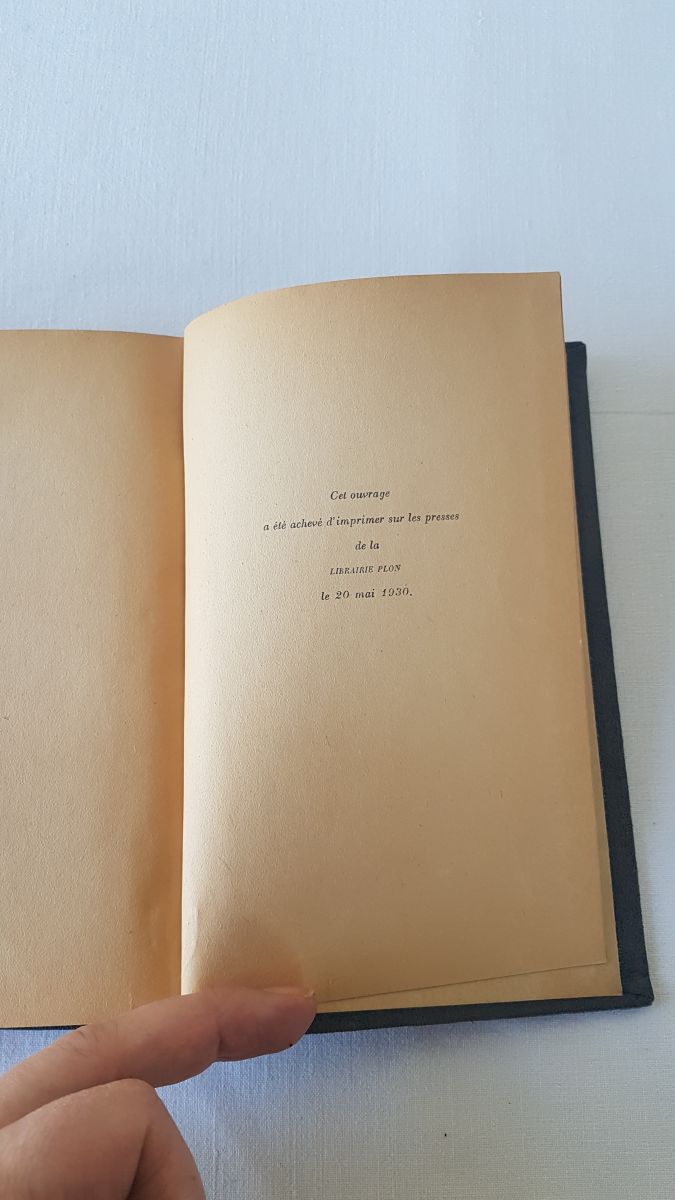 Cet ouvrage
a été achevé d'imprimer sur les presses
de la
LIBRAIRIE PLON
le 20 mai 1930.